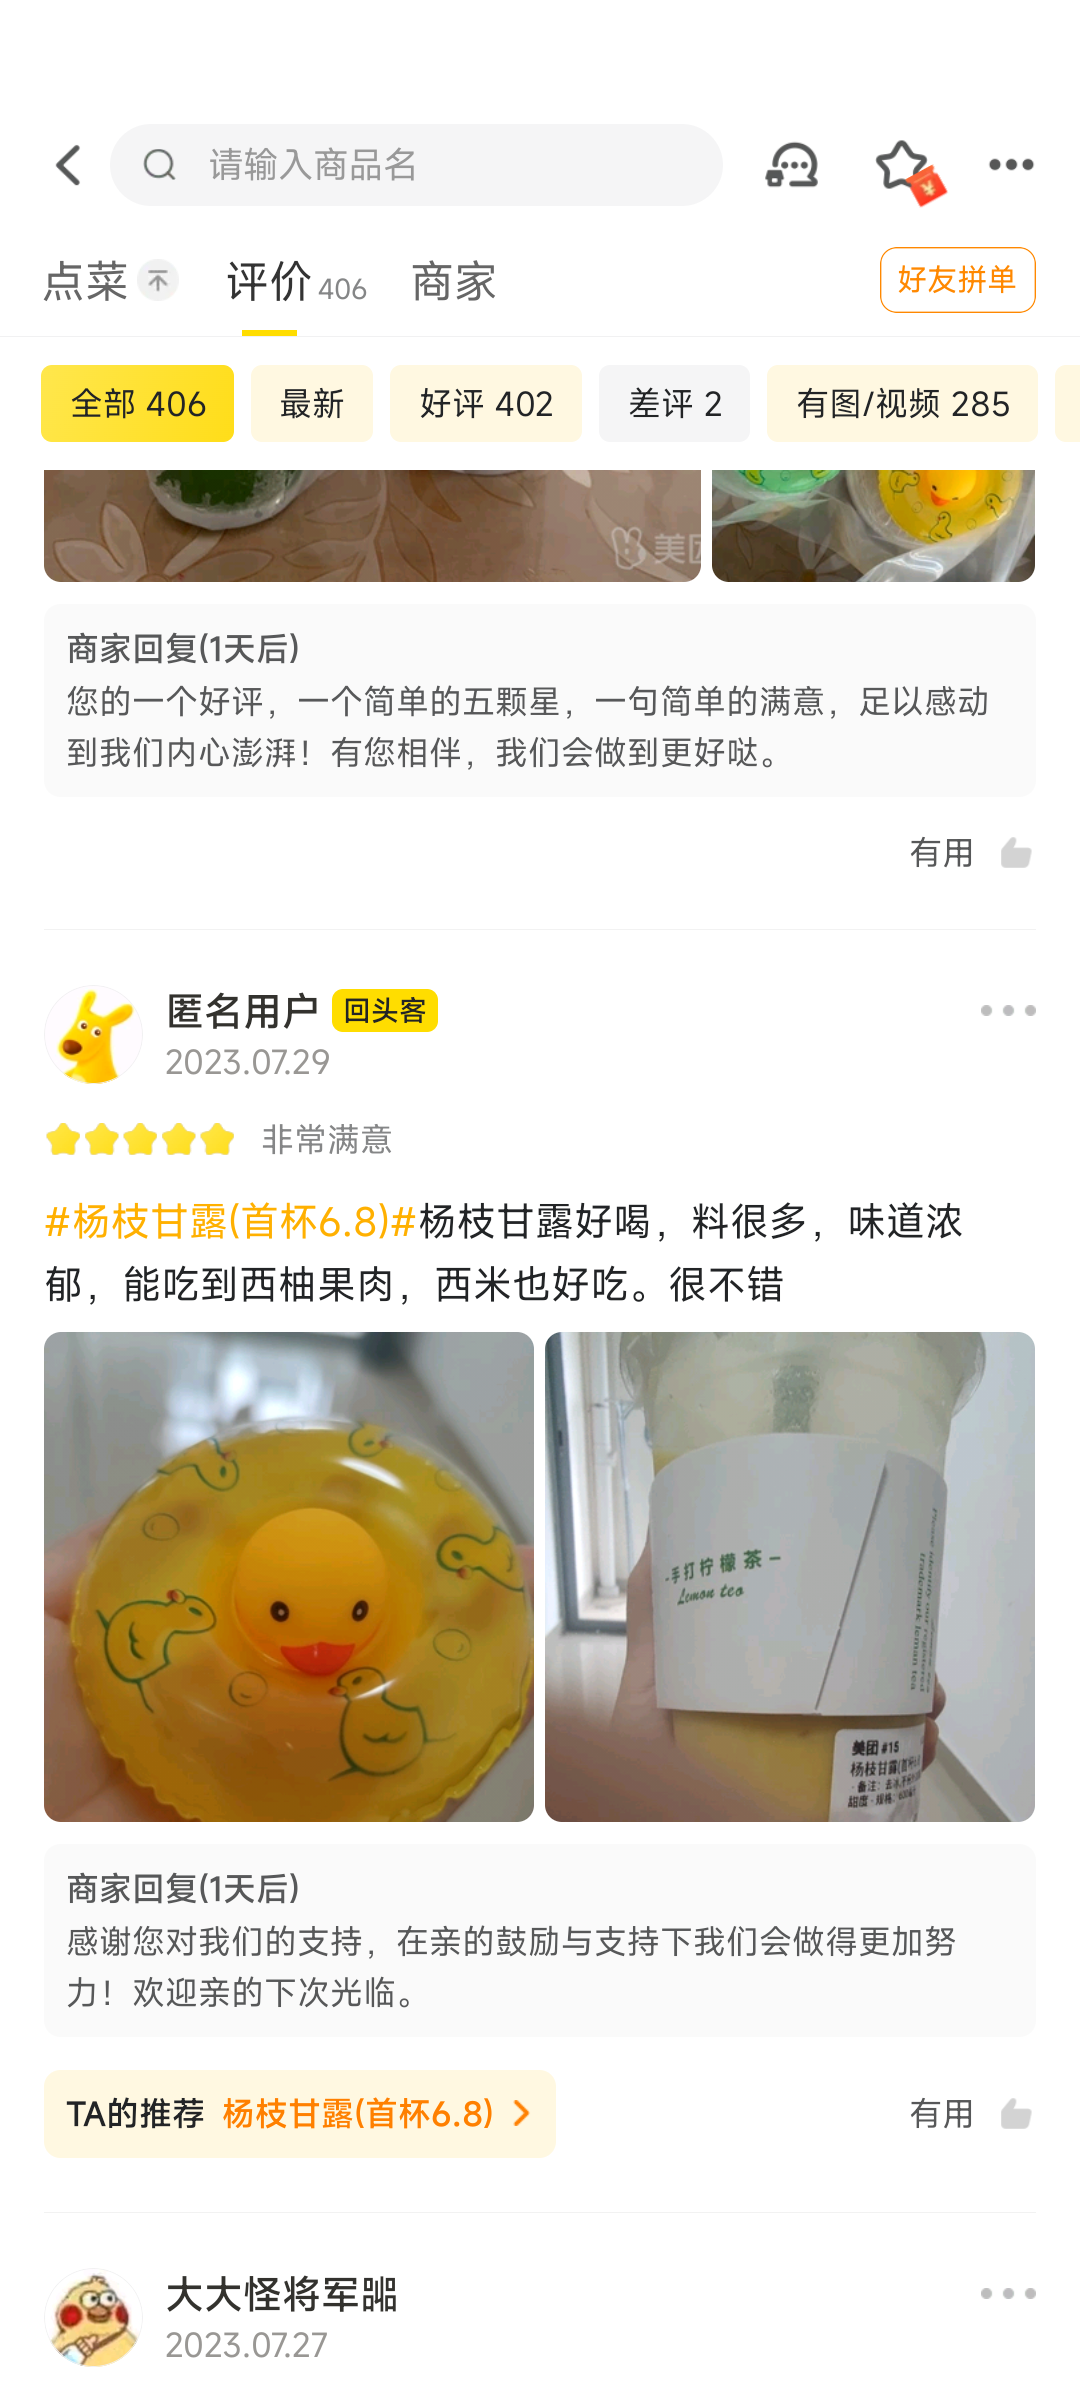 请输入商品名
点菜 评价 406 商家 好友拼单
全部 406 最新 好评 402 差评 2 有图/视频 285
美团
商家回复(1天后)
您的一个好评，一个简单的五颗星，一句简单的满意，足以感动
到我们内心澎湃！有您相伴，我们会做到更好哒。
有用
匿名用户 回头客
2023.07.29
非常满意
#杨枝甘露(首杯6.8)#杨枝甘露好喝，料很多，味道浓
郁，能吃到西柚果肉，西米也好吃。很不错
-手打柠檬茶-
Lemon tea
trademark lemon tea
美团 #15
杨枝甘露
商家回复(1天后)
感谢您对我们的支持，在亲的鼓励与支持下我们会做得更加努
力！欢迎亲的下次光临。
TA的推荐 杨枝甘露(首杯6.8)
有用
大大怪将军
2023.07.27